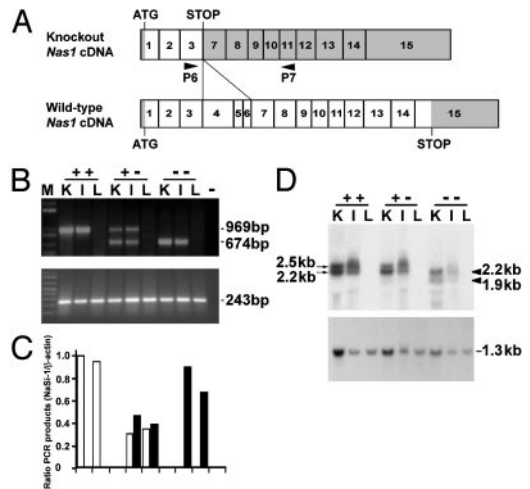 A
ATG STOP
Knockout
Nas1 cDNA
1 2 3 7 8 9 10 11 12 13 14 15
P6 P7
Wild-type
Nas1 cDNA
1 2 3 4 5 6 7 8 9 10 11 12 13 14 15
ATG STOP
B
++ +- --
M K I L K I L K I L -
-969bp
-674bp
-243bp
C
Ratio PCR products (NaSi-1/β-actin)
1.0
0.8
0.6
0.4
0.2
0
D
++ +- --
K I L K I L K I L
2.5kb
2.2kb
2.2kb
1.9kb
-1.3kb